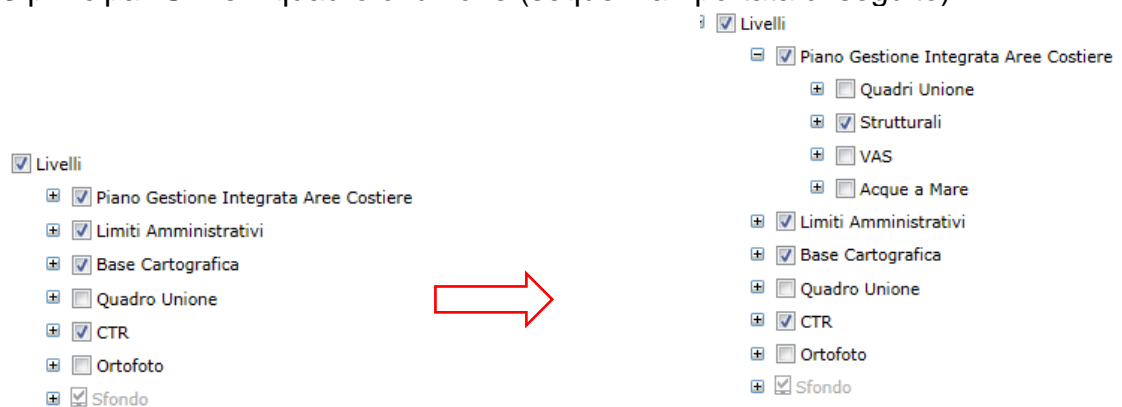 Livelli
Piano Gestione Integrata Aree Costiere
Limiti Amministrativi
Base Cartografica
Quadro Unione
CTR
Ortofoto
Sfondo
Livelli
Piano Gestione Integrata Aree Costiere
Quadri Unione
Strutturali
VAS
Acque a Mare
Limiti Amministrativi
Base Cartografica
Quadro Unione
CTR
Ortofoto
Sfondo